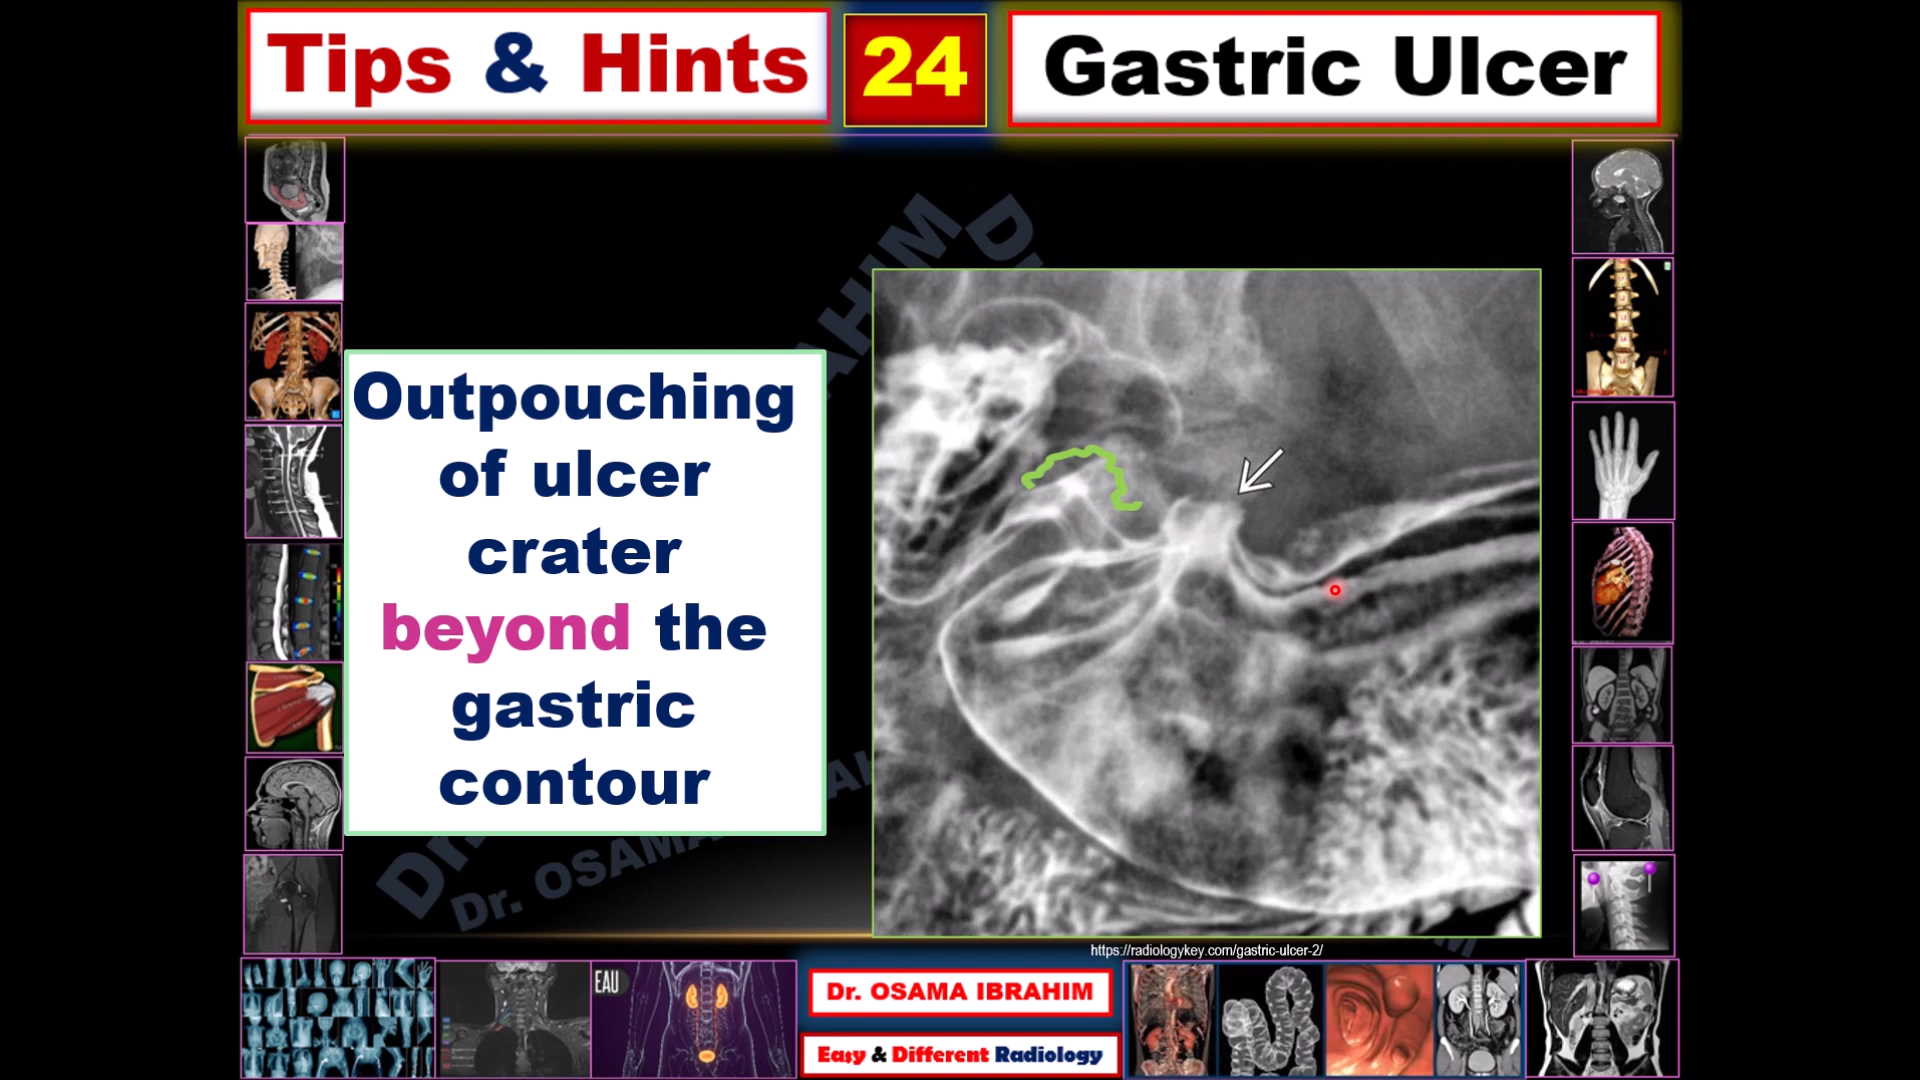 Tips & Hints
24
Gastric Ulcer
Outpouching
of ulcer
crater
beyond the
gastric
contour
Dr. OSAMA
https://radiologykey.com/gastric-ulcer-2/
EAU
Dr. OSAMA IBRAHIM
Easy & Different Radiology